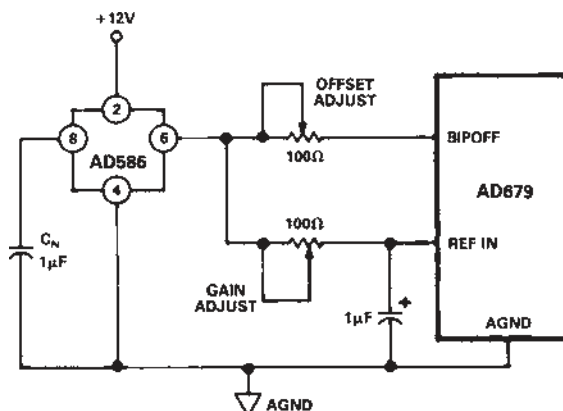 +12V
OFFSET
ADJUST
2
8
6
AD586
4
100Ω
BIPOFF
AD679
100Ω
REF IN
C_N
1µF
GAIN
ADJUST
1µF
+
AGND
AGND